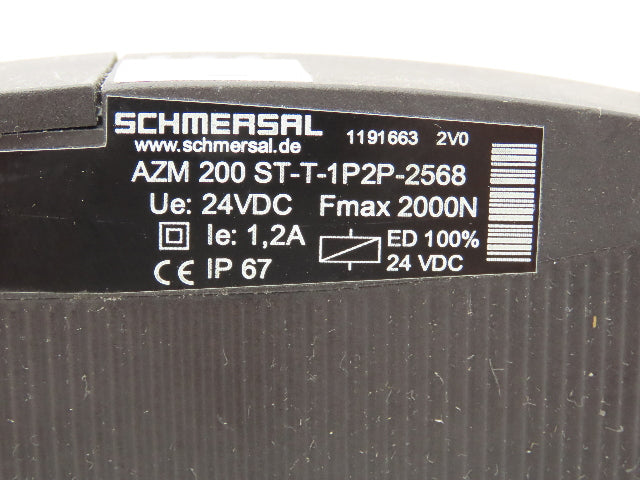 SCHMERSAL 1191663 2V0
www.schmersal.de
AZM 200 ST-T-1P2P-2568
Ue: 24VDC Fmax 2000N
Ie: 1,2A ED 100%
CE IP 67 24 VDC